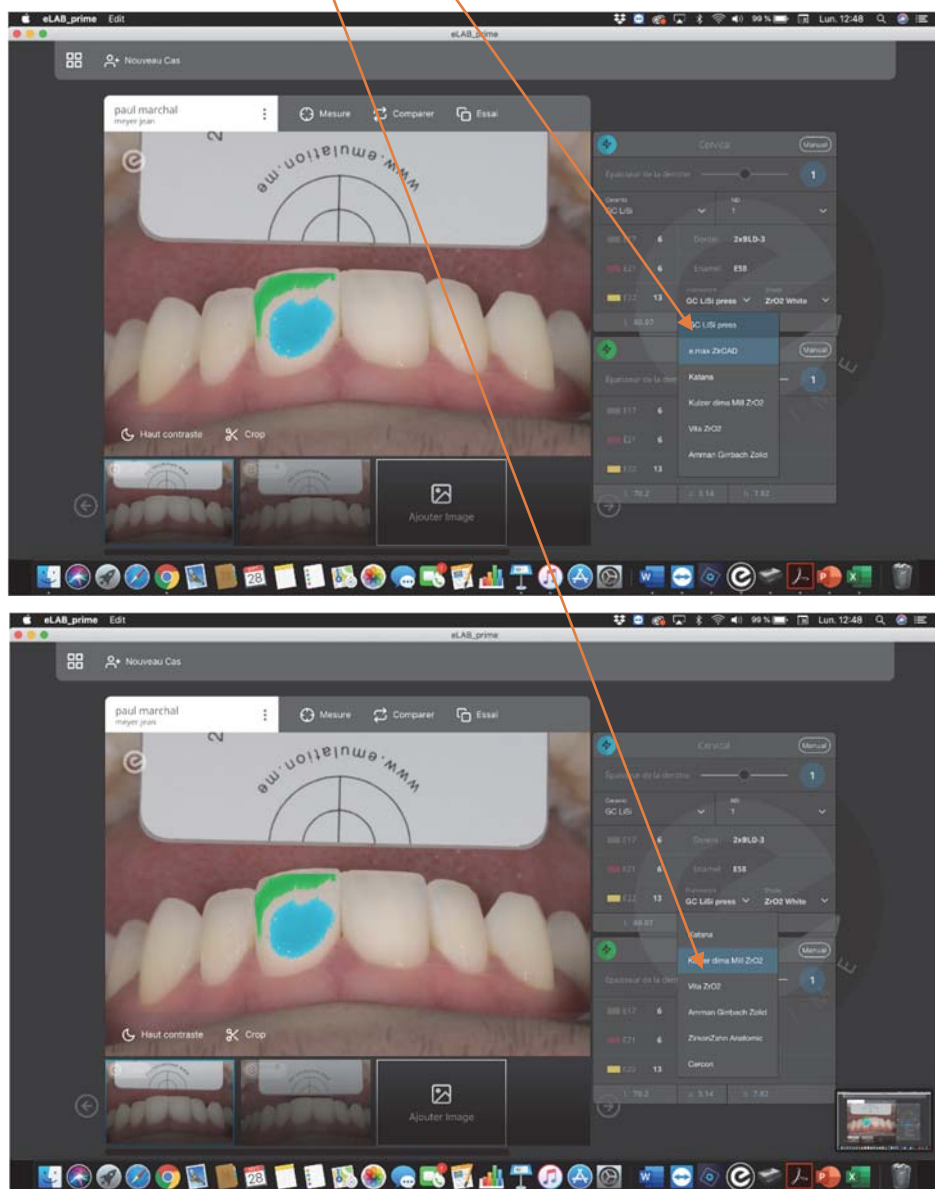 eLAB_prime Edit
99 % Lun. 12:48
eLAB_prime
Nouveau Cas
paul marchal
meyer jean
Mesure
Comparer
Essai
www.emulation.me
Cervical
Manual
Épaisseur de la dentine
1
GC LiSi
1
E17 6
2xBLD-3
E21 6
Enamel E58
13
GC LiSi press
ZrO2 White
GC LiSi press
e.max ZirCAD
Manual
Katana
1
Kulzer dima Mill ZrO2
E17 6
Vita ZrO2
E21 6
Amman Girrbach Zolid
13
Haut contraste
Crop
Ajouter Image
28
eLAB_prime Edit
99 % Lun. 12:48
eLAB_prime
Nouveau Cas
paul marchal
meyer jean
Mesure
Comparer
Essai
www.emulation.me
Cervical
Manual
Épaisseur de la dentine
1
GC LiSi
1
E17 6
2xBLD-3
E21 6
Enamel E58
E22 13
GC LiSi press
ZrO2 White
Katana
Manual
Kulzer dima Mill ZrO2
1
Vita ZrO2
E17 6
Amman Girrbach Zolid
E21 6
ZirkonZahn Anatomic
13
Cercon
Haut contraste
Crop
Ajouter Image
28